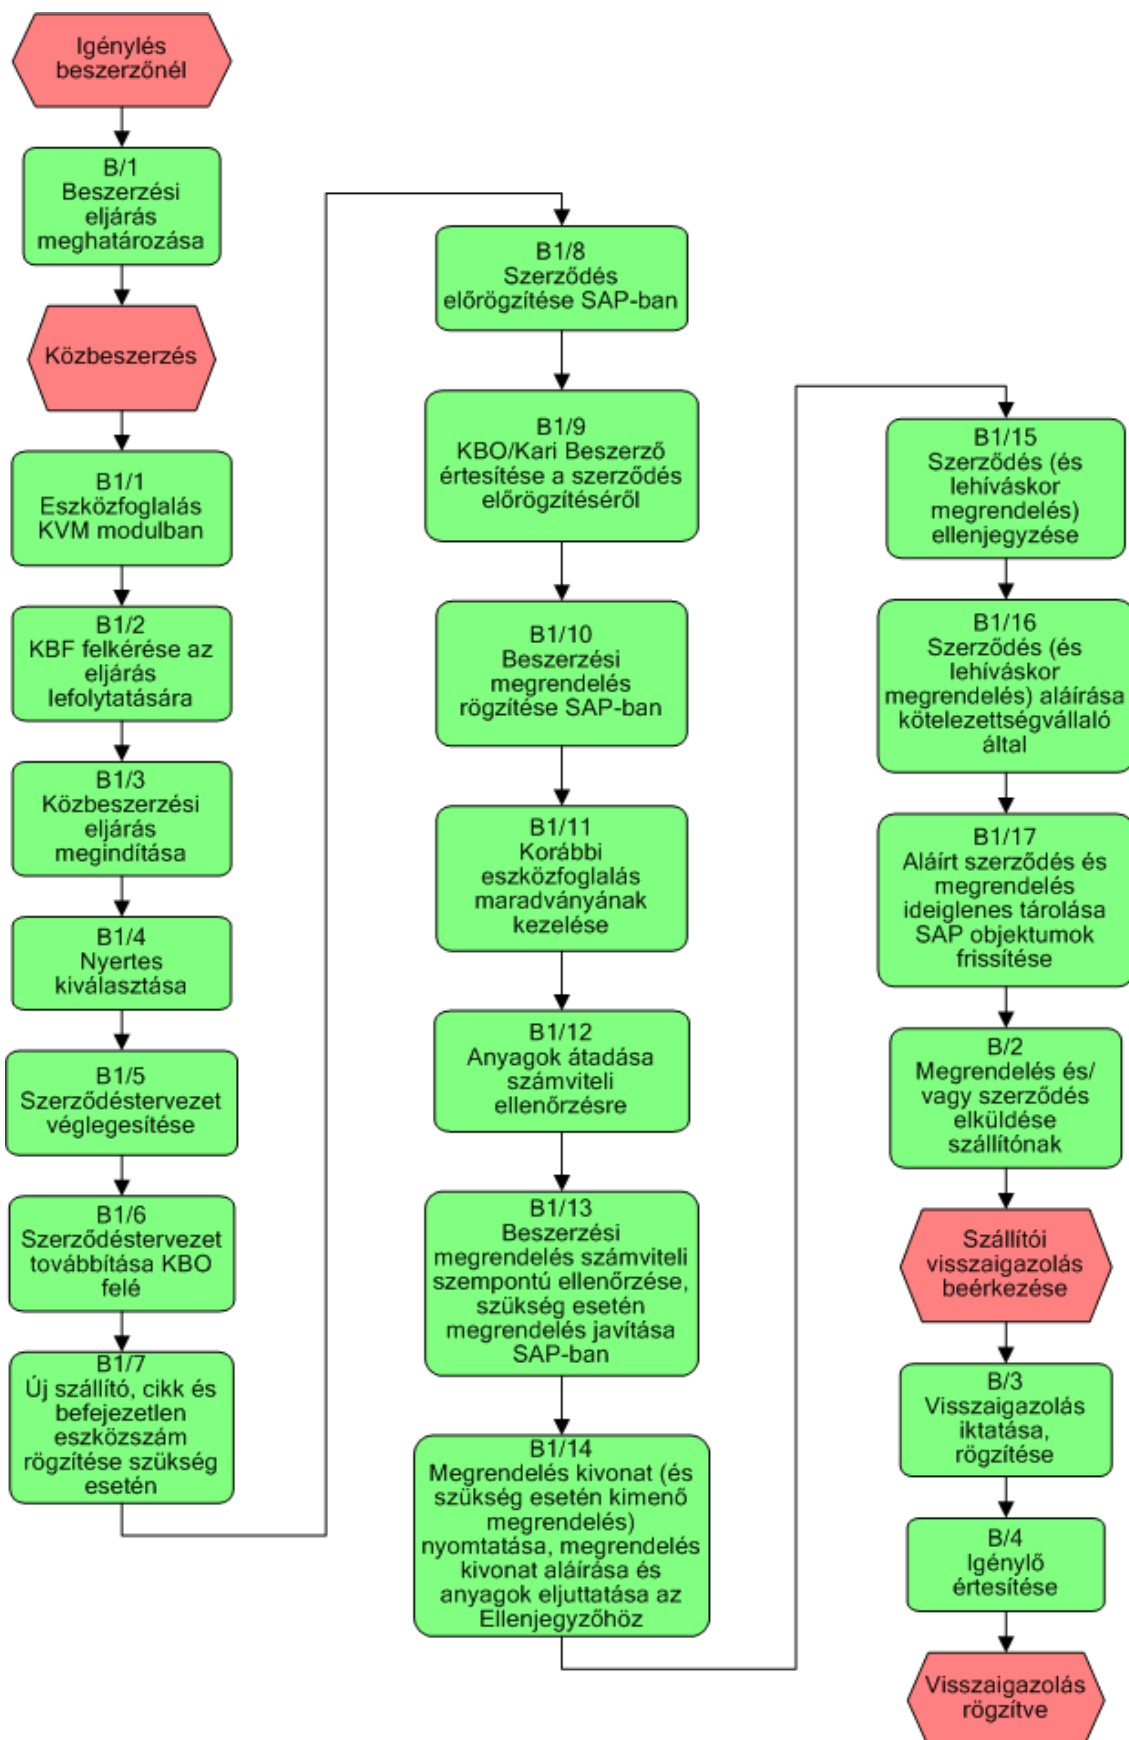 Igénylés
beszerzőnél
B/1
Beszerzési
eljárás
meghatározása
Közbeszerzés
B1/1
Eszközfoglalás
KVM modulban
B1/2
KBF felkérése az
eljárás
lefolytatására
B1/3
Közbeszerzési
eljárás
megindítása
B1/4
Nyertes
kiválasztása
B1/5
Szerződéstervezet
véglegesítése
B1/6
Szerződéstervezet
továbbítása KBO
felé
B1/7
Új szállító, cikk és
befejezetlen
eszközszám
rögzítése szükség
esetén
B1/8
Szerződés
előrögzítése SAP-ban
B1/9
KBO/Kari Beszerző
értesítése a szerződés
előrögzítéséről
B1/10
Beszerzési
megrendelés
rögzítése SAP-ban
B1/11
Korábbi
eszközfoglalás
maradványának
kezelése
B1/12
Anyagok átadása
számviteli
ellenőrzésre
B1/13
Beszerzési
megrendelés számviteli
szempontú ellenőrzése,
szükség esetén
megrendelés javítása
SAP-ban
B1/14
Megrendelés kivonat (és
szükség esetén kimenő
megrendelés)
nyomtatása, megrendelés
kivonat aláírása és
anyagok eljuttatása az
Ellenjegyzőhöz
B1/15
Szerződés (és
lehíváskor
megrendelés)
ellenjegyzése
B1/16
Szerződés (és
lehíváskor
megrendelés) aláírása
kötelezettségvállaló
által
B1/17
Aláírt szerződés és
megrendelés
ideiglenes tárolása
SAP objektumok
frissítése
B/2
Megrendelés és/
vagy szerződés
elküldése
szállítónak
Szállítói
visszaigazolás
beérkezése
B/3
Visszaigazolás
iktatása,
rögzítése
B/4
Igénylő
értesítése
Visszaigazolás
rögzítve